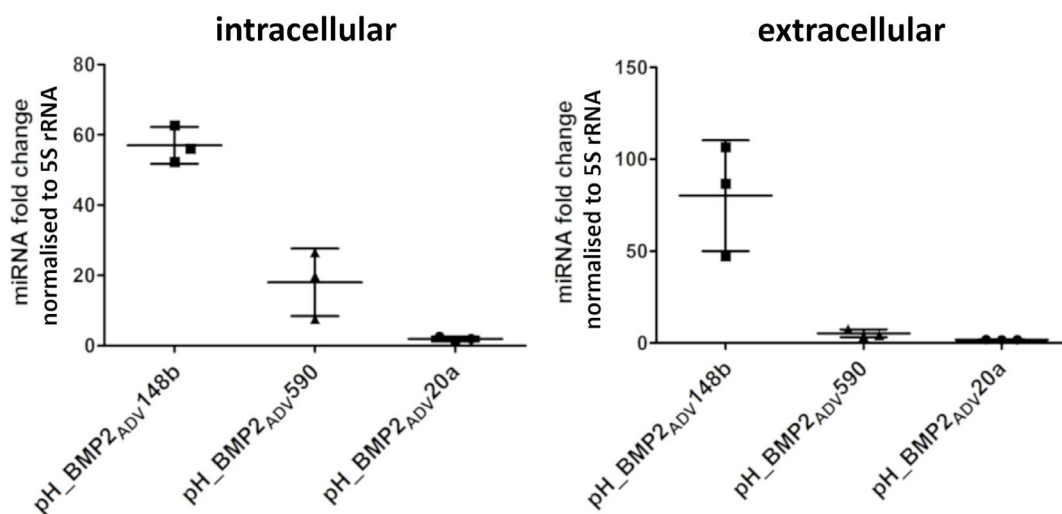 intracellular
miRNA fold change
normalised to 5S rRNA
80
60
40
20
0
pH_BMP2ADV148b
pH_BMP2ADV590
pH_BMP2ADV20a
extracellular
miRNA fold change
normalised to 5S rRNA
150
100
50
0
pH_BMP2ADV148b
pH_BMP2ADV590
pH_BMP2ADV20a